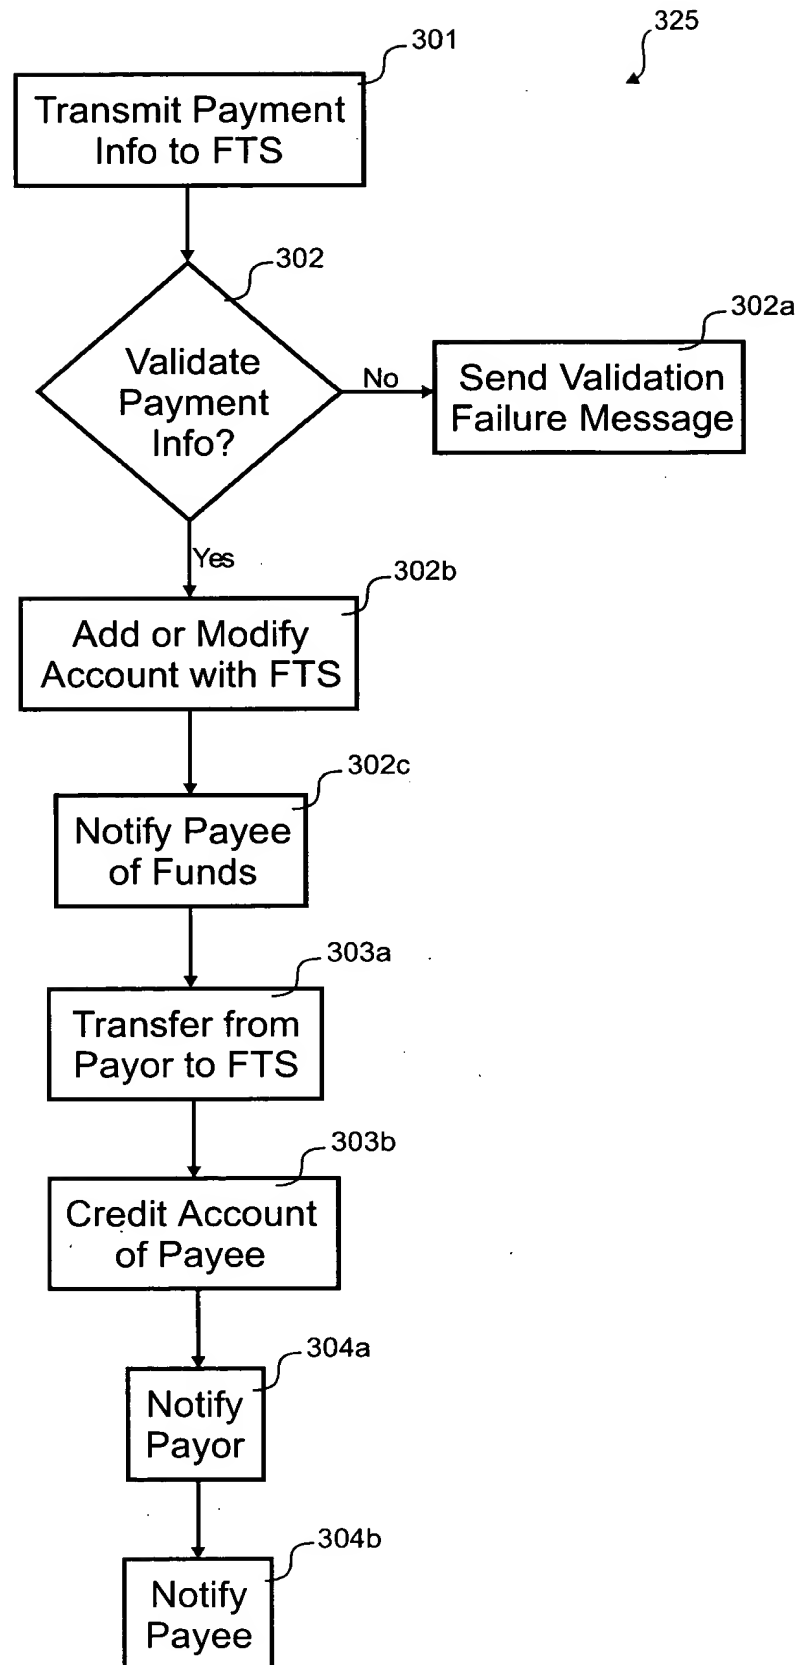 301
325
Transmit Payment
Info to FTS
302
302a
Validate
Payment
Info?
No
Send Validation
Failure Message
Yes
302b
Add or Modify
Account with FTS
302c
Notify Payee
of Funds
303a
Transfer from
Payor to FTS
303b
Credit Account
of Payee
304a
Notify
Payor
304b
Notify
Payee